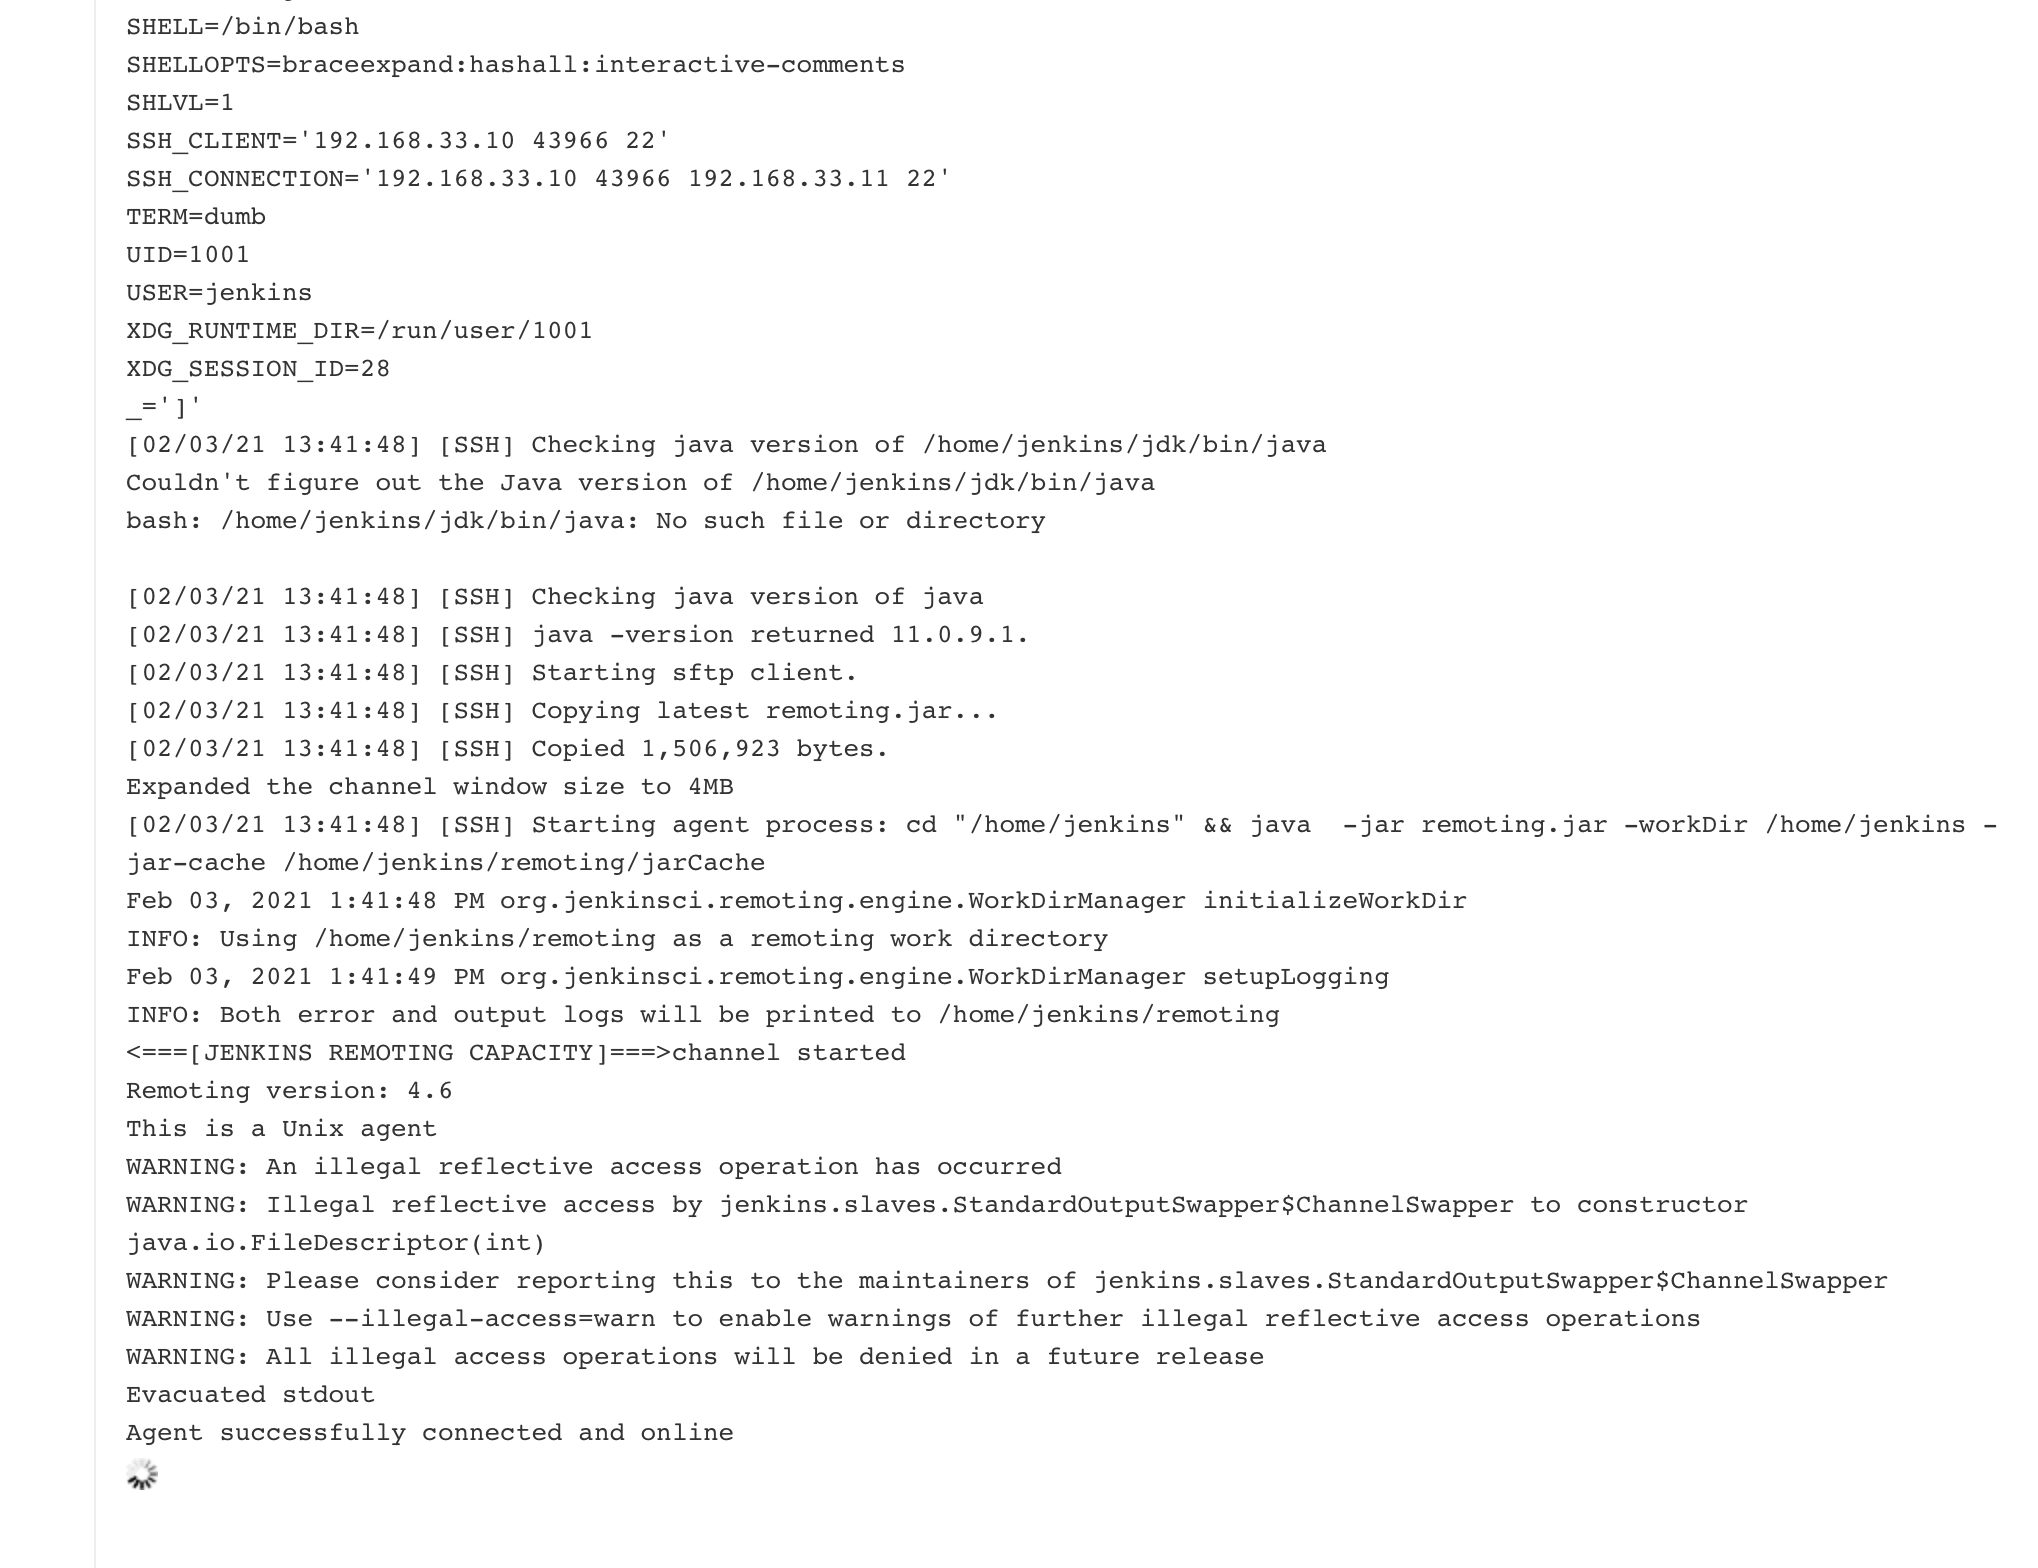 SHELL=/bin/bash
SHELLOPTS=braceexpand:hashall:interactive-comments
SHLVL=1
SSH_CLIENT='192.168.33.10 43966 22'
SSH_CONNECTION='192.168.33.10 43966 192.168.33.11 22'
TERM=dumb
UID=1001
USER=jenkins
XDG_RUNTIME_DIR=/run/user/1001
XDG_SESSION_ID=28
_=']'
[02/03/21 13:41:48] [SSH] Checking java version of /home/jenkins/jdk/bin/java
Couldn't figure out the Java version of /home/jenkins/jdk/bin/java
bash: /home/jenkins/jdk/bin/java: No such file or directory

[02/03/21 13:41:48] [SSH] Checking java version of java
[02/03/21 13:41:48] [SSH] java -version returned 11.0.9.1.
[02/03/21 13:41:48] [SSH] Starting sftp client.
[02/03/21 13:41:48] [SSH] Copying latest remoting.jar...
[02/03/21 13:41:48] [SSH] Copied 1,506,923 bytes.
Expanded the channel window size to 4MB
[02/03/21 13:41:48] [SSH] Starting agent process: cd "/home/jenkins" && java  -jar remoting.jar -workDir /home/jenkins -
jar-cache /home/jenkins/remoting/jarCache
Feb 03, 2021 1:41:48 PM org.jenkinsci.remoting.engine.WorkDirManager initializeWorkDir
INFO: Using /home/jenkins/remoting as a remoting work directory
Feb 03, 2021 1:41:49 PM org.jenkinsci.remoting.engine.WorkDirManager setupLogging
INFO: Both error and output logs will be printed to /home/jenkins/remoting
<===[JENKINS REMOTING CAPACITY]===>channel started
Remoting version: 4.6
This is a Unix agent
WARNING: An illegal reflective access operation has occurred
WARNING: Illegal reflective access by jenkins.slaves.StandardOutputSwapper$ChannelSwapper to constructor
java.io.FileDescriptor(int)
WARNING: Please consider reporting this to the maintainers of jenkins.slaves.StandardOutputSwapper$ChannelSwapper
WARNING: Use --illegal-access=warn to enable warnings of further illegal reflective access operations
WARNING: All illegal access operations will be denied in a future release
Evacuated stdout
Agent successfully connected and online